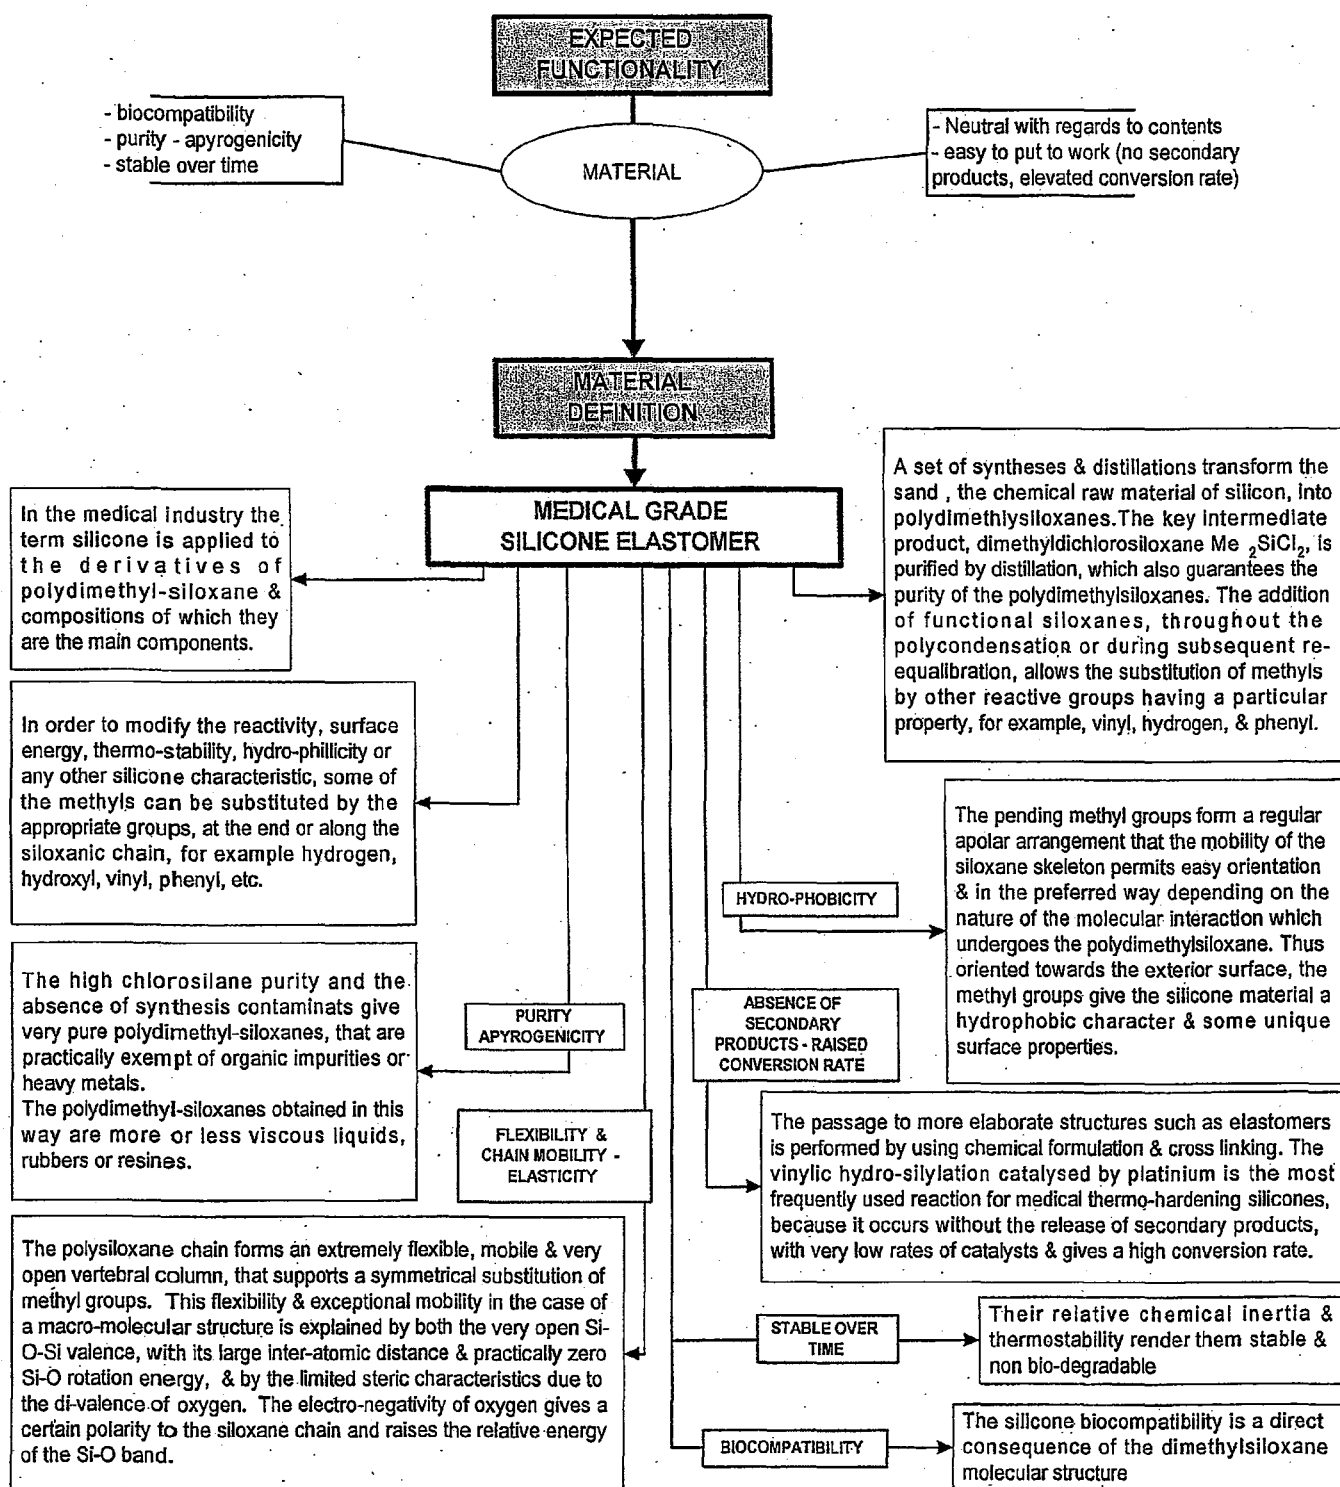 EXPECTED
FUNCTIONALITY
- biocompatibility
- purity - apyrogenicity
- stable over time
MATERIAL
- Neutral with regards to contents
- easy to put to work (no secondary
products, elevated conversion rate)
MATERIAL
DEFINITION
MEDICAL GRADE
SILICONE ELASTOMER
In the medical industry the
term silicone is applied to
the derivatives of
polydimethyl-siloxane &
compositions of which they
are the main components.
A set of syntheses & distillations transform the
sand , the chemical raw material of silicon, into
polydimethlysiloxanes.The key intermediate
product, dimethyldichlorosiloxane Me ₂SiCl₂, is
purified by distillation, which also guarantees the
purity of the polydimethylsiloxanes. The addition
of functional siloxanes, throughout the
polycondensation or during subsequent re-
equalibration, allows the substitution of methyls
by other reactive groups having a particular
property, for example, vinyl, hydrogen, & phenyl.
In order to modify the reactivity, surface
energy, thermo-stability, hydro-phillicity or
any other silicone characteristic, some of
the methyls can be substituted by the
appropriate groups, at the end or along the
siloxanic chain, for example hydrogen,
hydroxyl, vinyl, phenyl, etc.
HYDRO-PHOBICITY
The pending methyl groups form a regular
apolar arrangement that the mobility of the
siloxane skeleton permits easy orientation
& in the preferred way depending on the
nature of the molecular interaction which
undergoes the polydimethylsiloxane. Thus
oriented towards the exterior surface, the
methyl groups give the silicone material a
hydrophobic character & some unique
surface properties.
The high chlorosilane purity and the
absence of synthesis contaminats give
very pure polydimethyl-siloxanes, that are
practically exempt of organic impurities or
heavy metals.
The polydimethyl-siloxanes obtained in this
way are more or less viscous liquids,
rubbers or resines.
PURITY
APYROGENICITY
ABSENCE OF
SECONDARY
PRODUCTS - RAISED
CONVERSION RATE
FLEXIBILITY &
CHAIN MOBILITY -
ELASTICITY
The passage to more elaborate structures such as elastomers
is performed by using chemical formulation & cross linking. The
vinylic hydro-silylation catalysed by platinium is the most
frequently used reaction for medical thermo-hardening silicones,
because it occurs without the release of secondary products,
with very low rates of catalysts & gives a high conversion rate.
The polysiloxane chain forms an extremely flexible, mobile & very
open vertebral column, that supports a symmetrical substitution of
methyl groups. This flexibility & exceptional mobility in the case of
a macro-molecular structure is explained by both the very open Si-
O-Si valence, with its large inter-atomic distance & practically zero
Si-O rotation energy, & by the limited steric characteristics due to
the di-valence of oxygen. The electro-negativity of oxygen gives a
certain polarity to the siloxane chain and raises the relative energy
of the Si-O band.
STABLE OVER
TIME
Their relative chemical inertia &
thermostability render them stable &
non bio-degradable
BIOCOMPATIBILITY
The silicone biocompatibility is a direct
consequence of the dimethylsiloxane
molecular structure